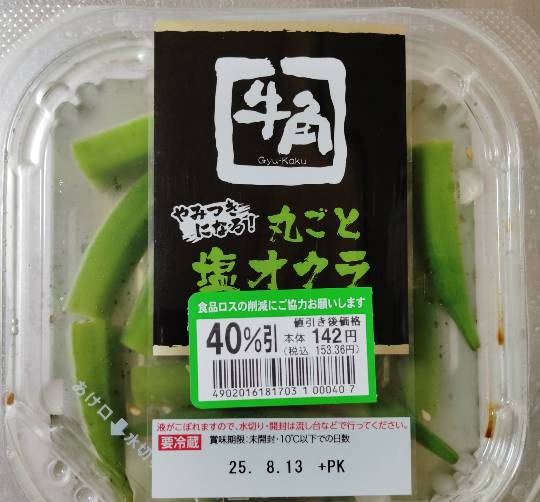 牛角
Gyu-Kaku
やみつき
になる!
丸ごと
塩オクラ
食品ロスの削減にご協力お願いします
40%引
値引き後価格
本体 142円
(税込 153.36円)
4902016181703 1 00040 7
液がこぼれますので、水切り・開封は流し台などで行ってください。
要冷蔵 賞味期限:未開封・10℃以下での日数
25. 8.13 +PK
あけ口
水切